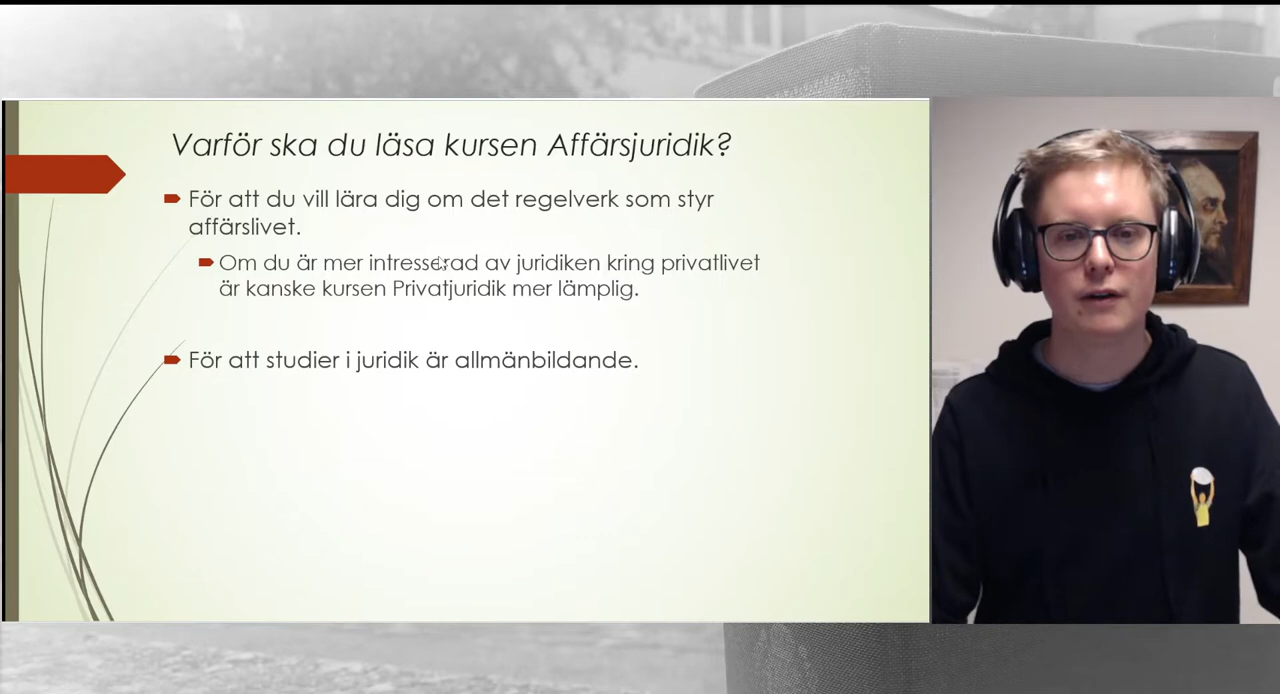 Varför ska du läsa kursen Affärsjuridik?
För att du vill lära dig om det regelverk som styr
affärslivet.
Om du är mer intresserad av juridiken kring privatlivet
är kanske kursen Privatjuridik mer lämplig.
För att studier i juridik är allmänbildande.